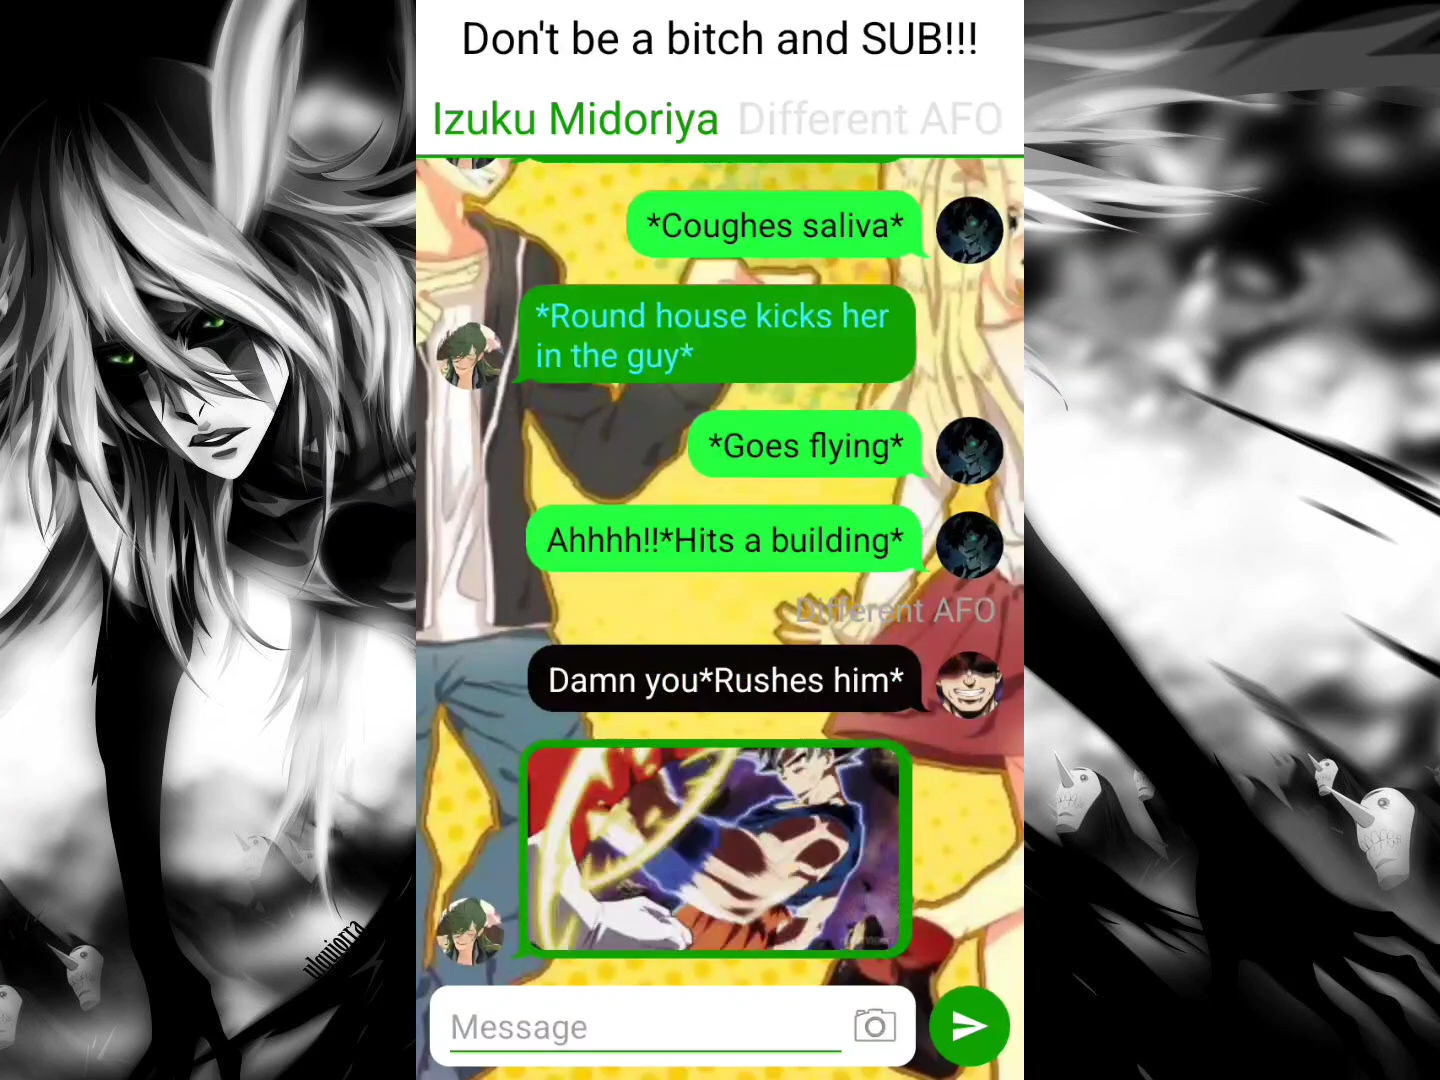 Don't be a bitch and SUB!!!
Izuku Midoriya Different AFO
*Coughes saliva*
*Round house kicks her
in the guy*
*Goes flying*
Ahhhh!!*Hits a building*
Different AFO
Damn you*Rushes him*
ulquiorra
Message